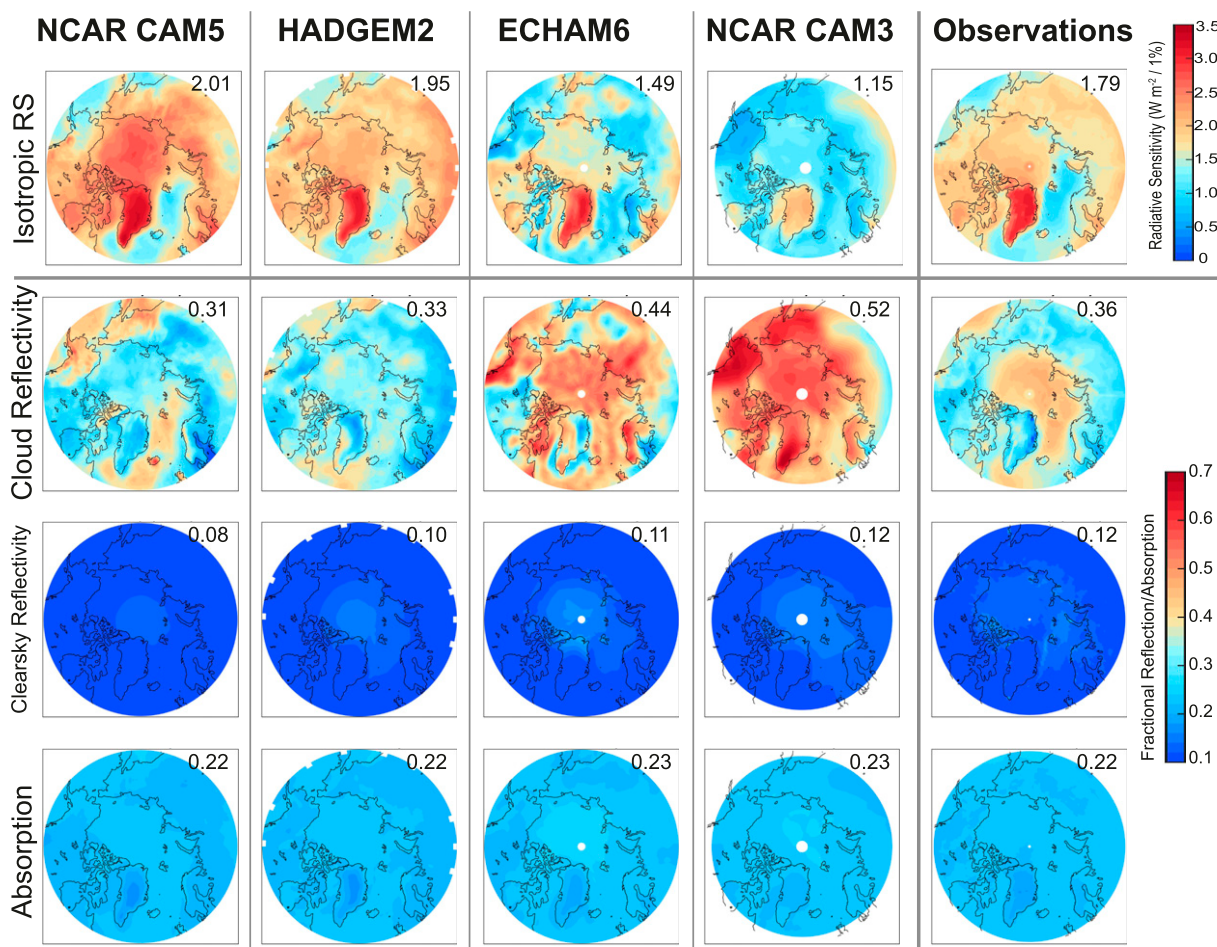 NCAR CAM5 HADGEM2 ECHAM6 NCAR CAM3 Observations
Isotropic RS
2.01 1.95 1.49 1.15 1.79
Radiative Sensitivity (W m⁻² / 1%)
3.5
3.0
2.5
2.0
1.5
1.0
0.5
0
Cloud Reflectivity
0.31 0.33 0.44 0.52 0.36
Clearsky Reflectivity
0.08 0.10 0.11 0.12 0.12
Fractional Reflection/Absorption
0.7
0.6
0.5
0.4
0.3
0.2
0.1
Absorption
0.22 0.22 0.23 0.23 0.22